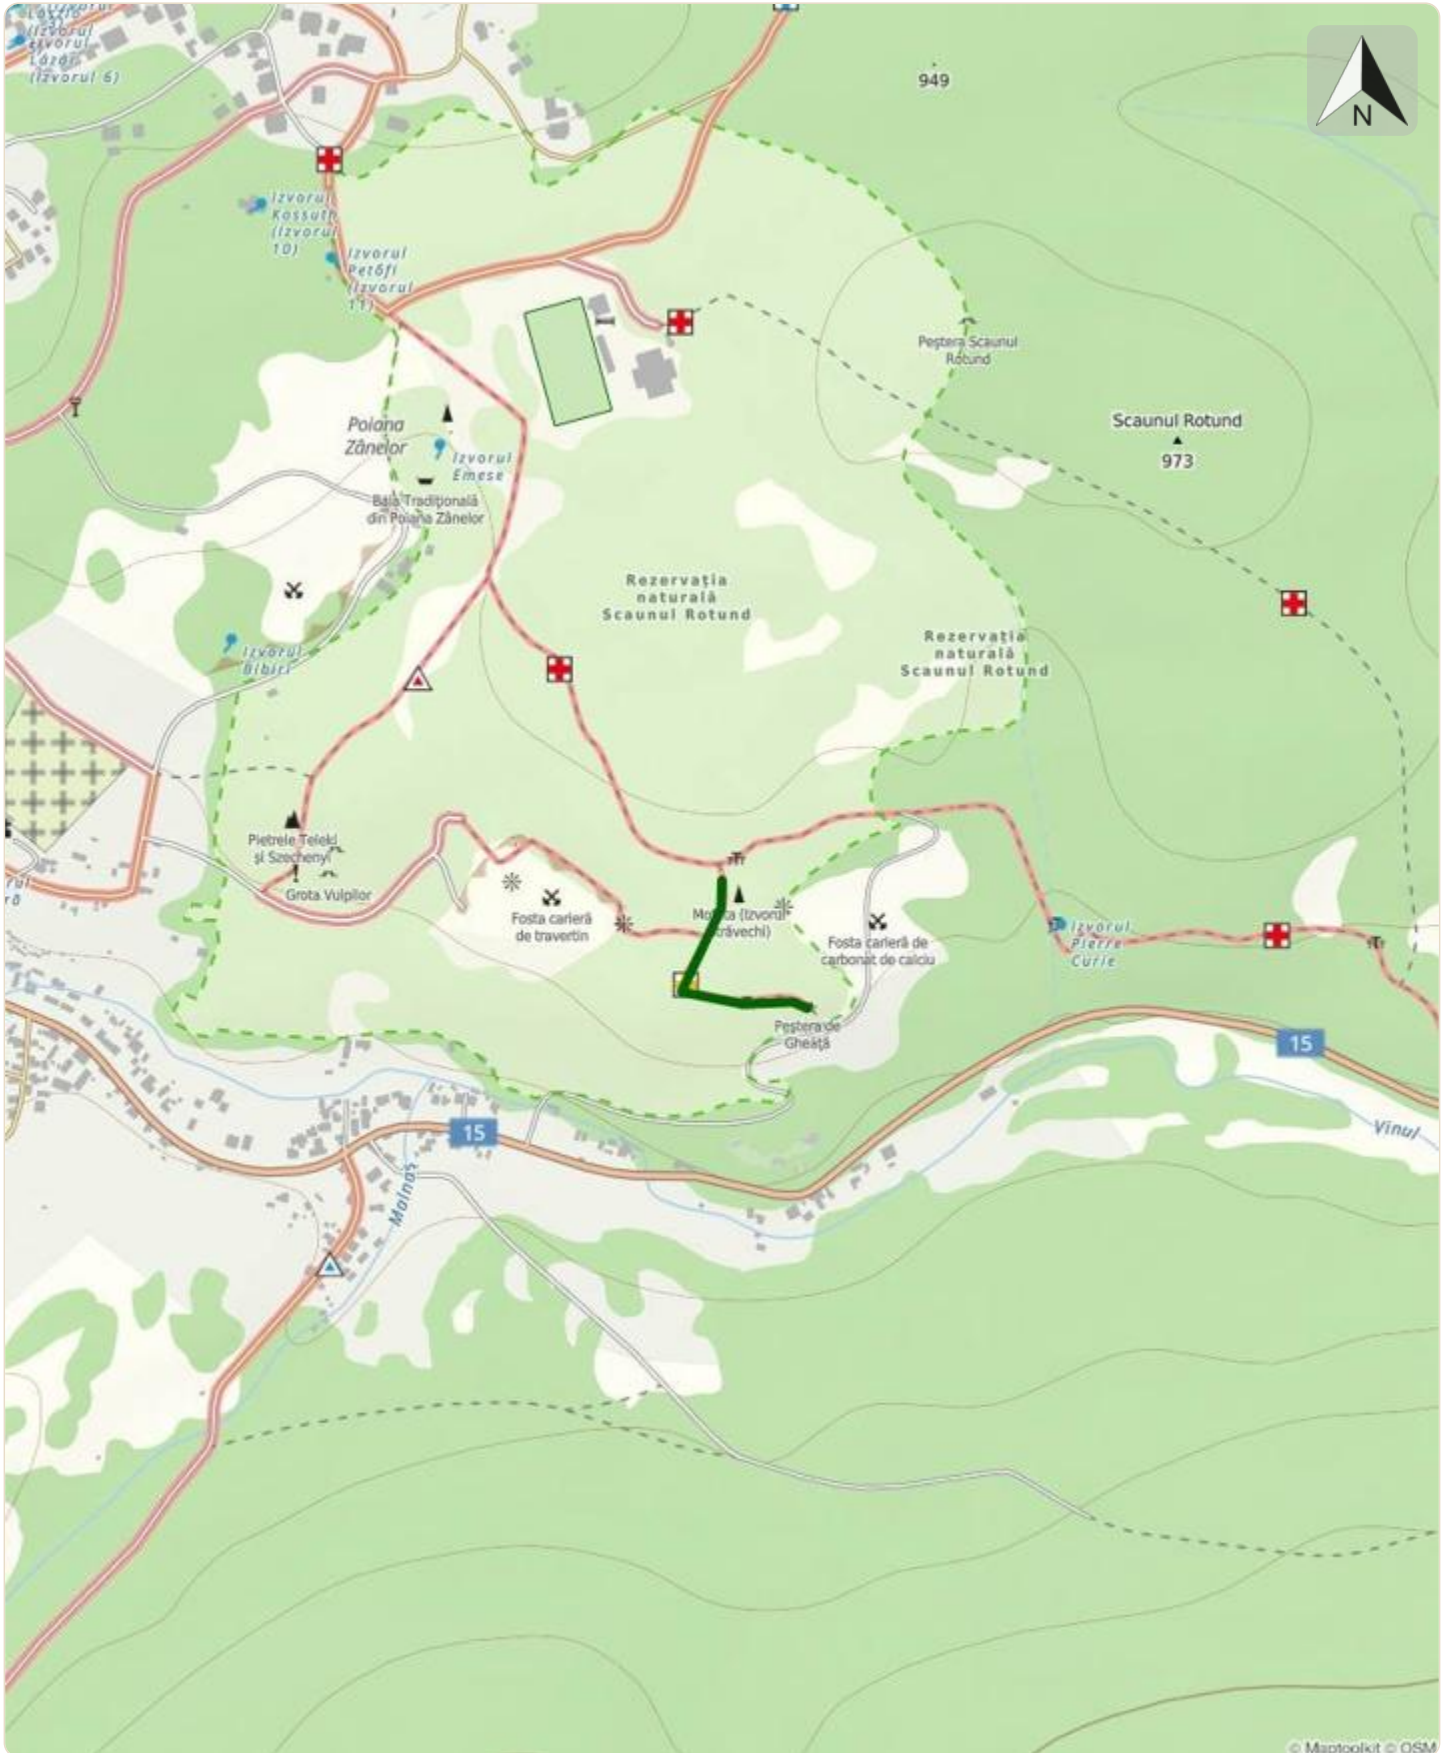 (Izvorul
Lázár
(Izvorul 6)
949
N
Izvorul
Kossuth
(Izvorul
10)
Izvorul
Petőfi
(Izvorul
11)
Peștera Scaunul
Rotund
Scaunul Rotund
973
Poiana
Zânelor
Izvorul
Emese
Baia Tradițională
din Poiana Zânelor
Rezervația
naturală
Scaunul Rotund
Rezervația
naturală
Scaunul Rotund
Izvorul
Bibiri
Pietrele Teleki
și Szechenyi
Grota Vulpilor
Fosta carieră
de travertin
(Izvorul
străvechi)
Fosta carieră de
carbonat de calciu
Izvorul
Pierre
Curie
Peștera de
Gheață
15
15
Vinul
Malnaș
© Maptoolkit © OSM